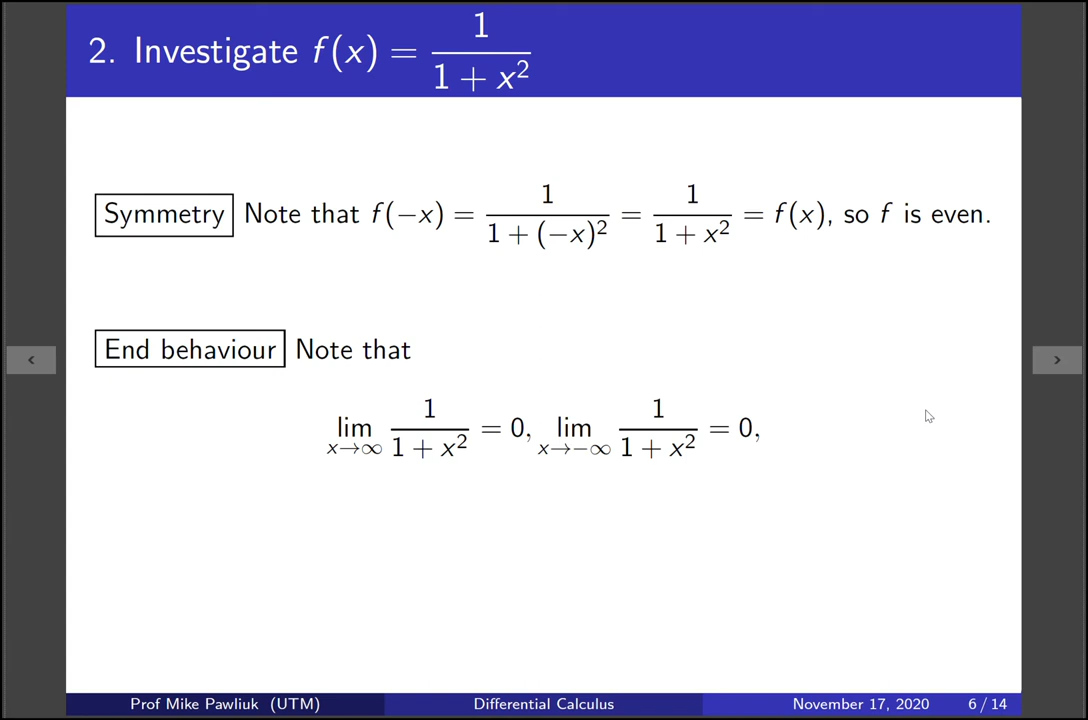 2. Investigate f(x) = 1/(1 + x²)
Symmetry Note that f(−x) = 1/(1 + (−x)²) = 1/(1 + x²) = f(x), so f is even.
End behaviour Note that
lim x→∞ 1/(1 + x²) = 0, lim x→−∞ 1/(1 + x²) = 0,
Prof Mike Pawliuk (UTM) Differential Calculus November 17, 2020 6 / 14